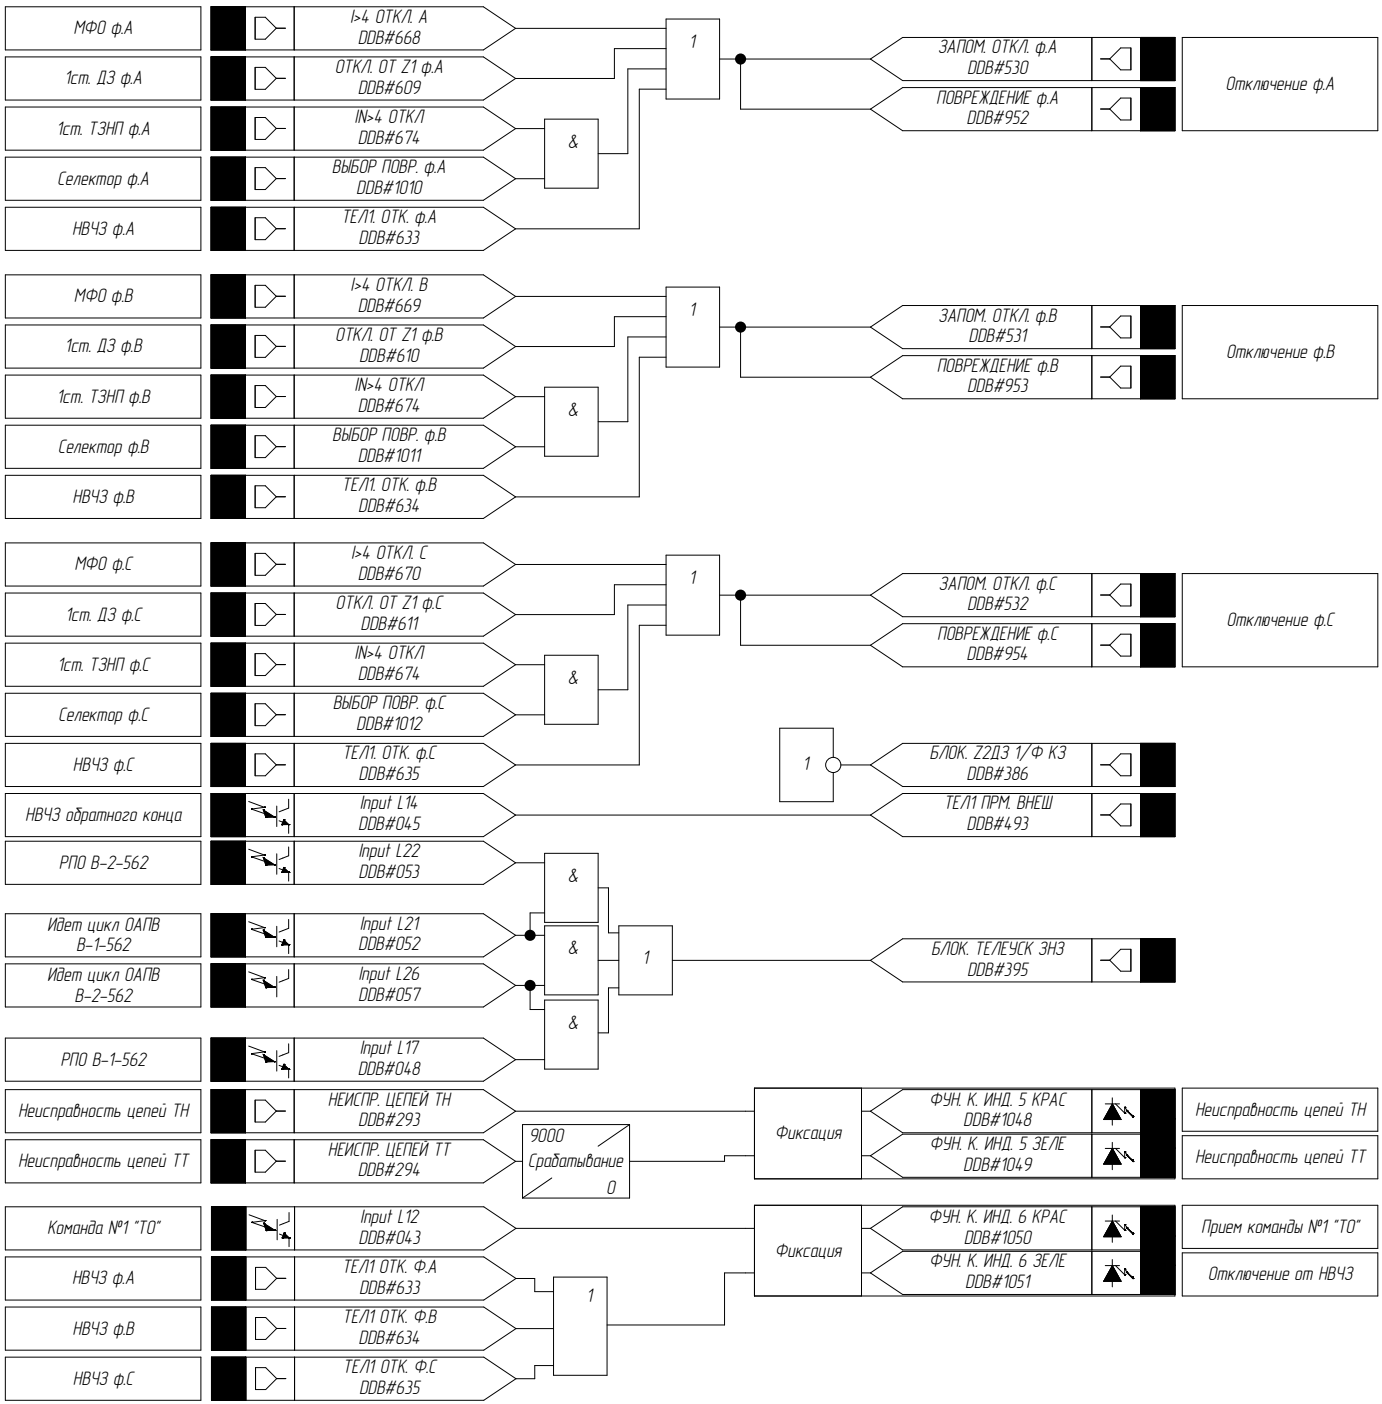 МФО ф.А
I>4 ОТКЛ. А
DDB#668
1
ЗАПОМ. ОТКЛ. ф.А
DDB#530
Отключение ф.А
1ст. ДЗ ф.А
ОТКЛ. ОТ Z1 ф.А
DDB#609
ПОВРЕЖДЕНИЕ ф.А
DDB#952
1ст. ТЗНП ф.А
IN>4 ОТКЛ
DDB#674
&
Селектор ф.А
ВЫБОР ПОВР. ф.А
DDB#1010
НВЧЗ ф.А
ТЕЛ1. ОТК. ф.А
DDB#633
МФО ф.В
I>4 ОТКЛ. В
DDB#669
1
ЗАПОМ. ОТКЛ. ф.В
DDB#531
Отключение ф.В
1ст. ДЗ ф.В
ОТКЛ. ОТ Z1 ф.В
DDB#610
ПОВРЕЖДЕНИЕ ф.В
DDB#953
1ст. ТЗНП ф.В
IN>4 ОТКЛ
DDB#674
&
Селектор ф.В
ВЫБОР ПОВР. ф.В
DDB#1011
НВЧЗ ф.В
ТЕЛ1. ОТК. ф.В
DDB#634
МФО ф.С
I>4 ОТКЛ. С
DDB#670
1
ЗАПОМ. ОТКЛ. ф.С
DDB#532
Отключение ф.С
1ст. ДЗ ф.С
ОТКЛ. ОТ Z1 ф.С
DDB#611
ПОВРЕЖДЕНИЕ ф.С
DDB#954
1ст. ТЗНП ф.С
IN>4 ОТКЛ
DDB#674
&
Селектор ф.С
ВЫБОР ПОВР. ф.С
DDB#1012
НВЧЗ ф.С
ТЕЛ1. ОТК. ф.С
DDB#635
1
БЛОК. Z2ДЗ 1/Ф КЗ
DDB#386
НВЧЗ обратного конца
Input L14
DDB#045
ТЕЛ1 ПРМ. ВНЕШ
DDB#493
РПО В-2-562
Input L22
DDB#053
&
Идет цикл ОАПВ
В-1-562
Input L21
DDB#052
&
1
БЛОК. ТЕЛЕУСК ЗНЗ
DDB#395
Идет цикл ОАПВ
В-2-562
Input L26
DDB#057
&
РПО В-1-562
Input L17
DDB#048
Неисправность цепей ТН
НЕИСПР. ЦЕПЕЙ ТН
DDB#293
Фиксация
ФУН. К. ИНД. 5 КРАС
DDB#1048
Неисправность цепей ТН
Неисправность цепей ТТ
НЕИСПР. ЦЕПЕЙ ТТ
DDB#294
9000
Срабатывание
0
ФУН. К. ИНД. 5 ЗЕЛЕ
DDB#1049
Неисправность цепей ТТ
Команда №1 "ТО"
Input L12
DDB#043
Фиксация
ФУН. К. ИНД. 6 КРАС
DDB#1050
Прием команды №1 "ТО"
НВЧЗ ф.А
ТЕЛ1 ОТК. Ф.А
DDB#633
1
ФУН. К. ИНД. 6 ЗЕЛЕ
DDB#1051
Отключение от НВЧЗ
НВЧЗ ф.В
ТЕЛ1 ОТК. Ф.В
DDB#634
НВЧЗ ф.С
ТЕЛ1 ОТК. Ф.С
DDB#635